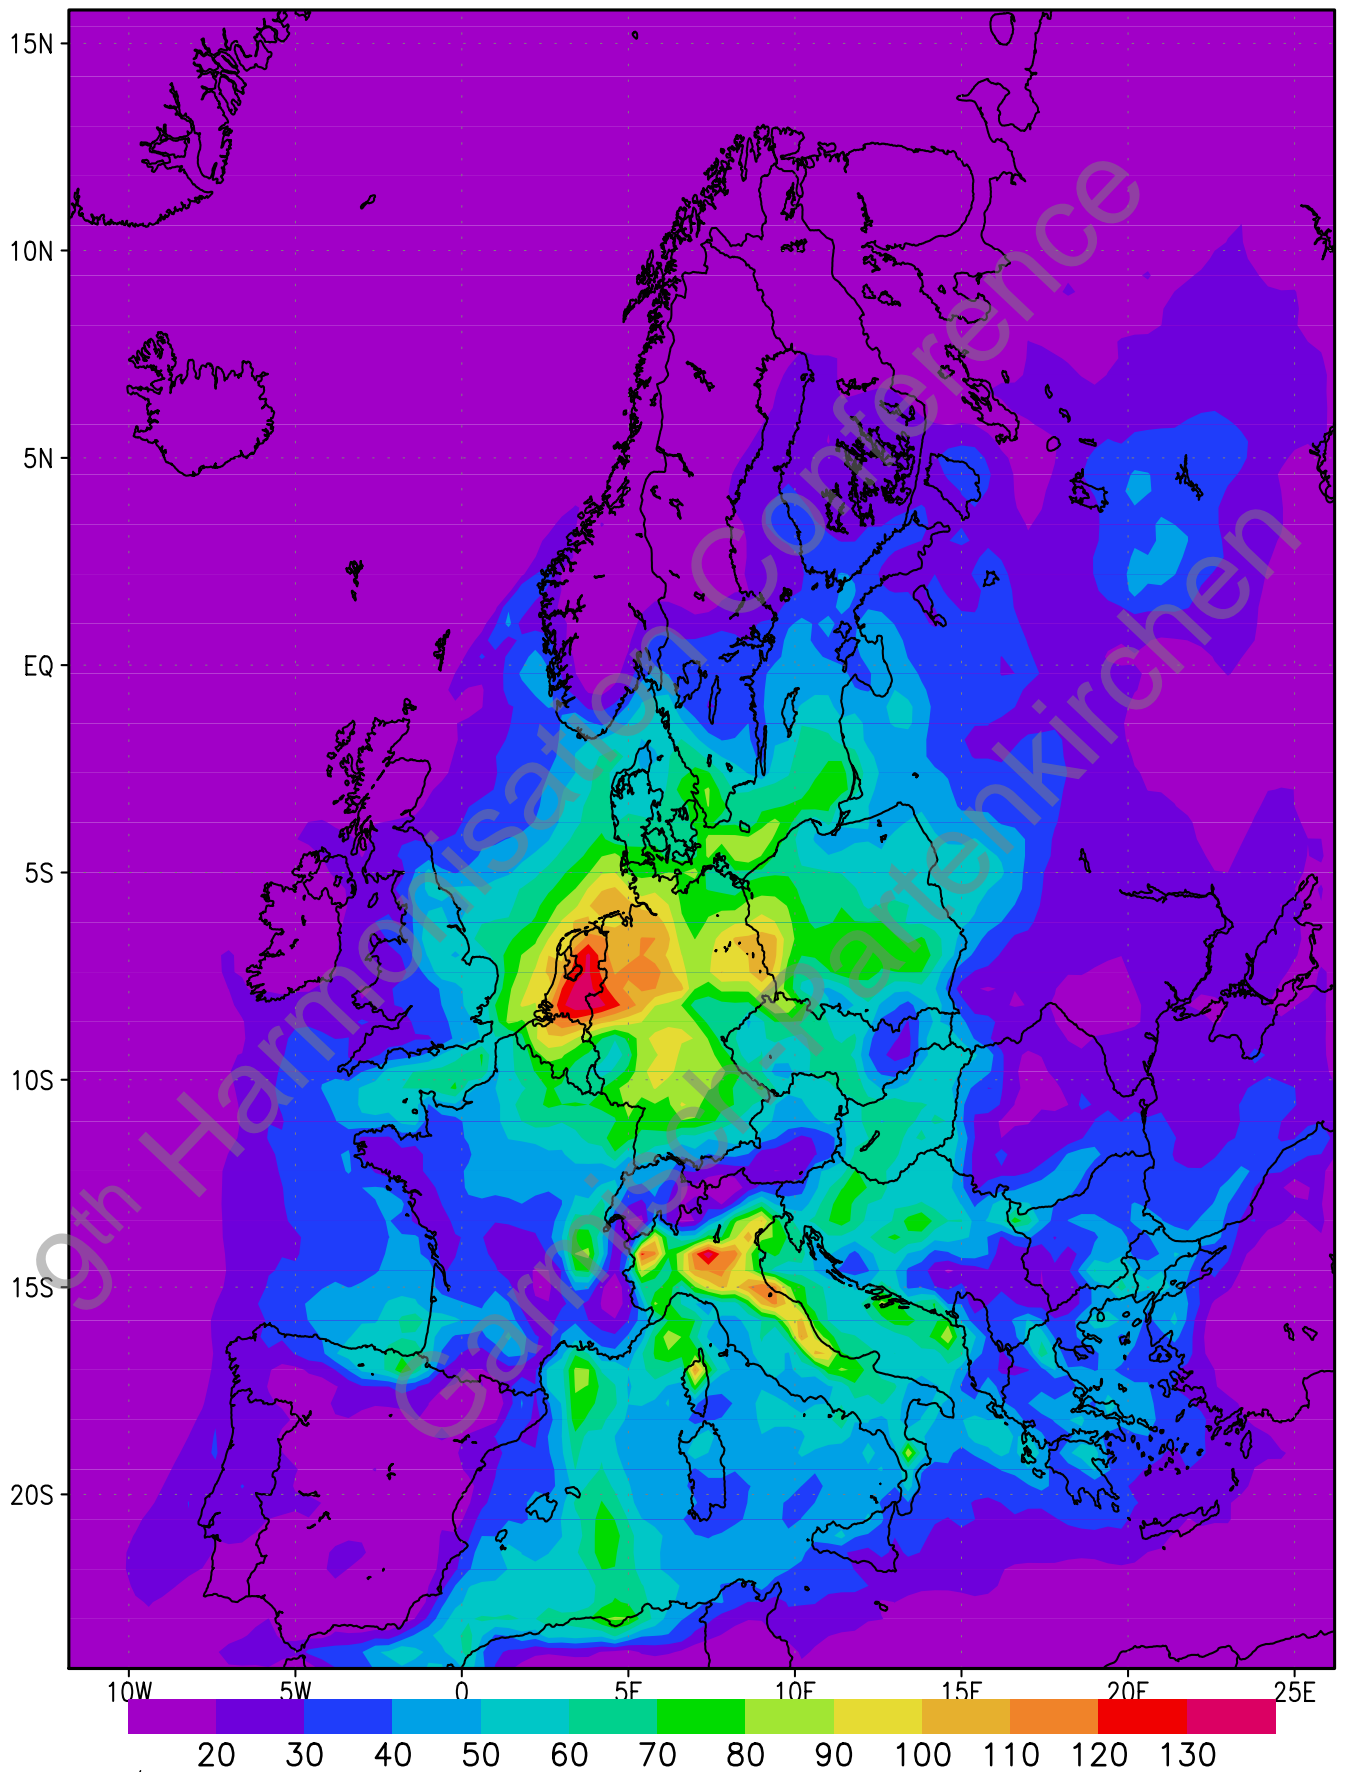 15N
10N
5N
EQ
5S
10S
15S
20S
10W 5W 0 5E 10E 15E 20E 25E
20 30 40 50 60 70 80 90 100 110 120 130
9th Harmonisation Conference
Garmisch-Partenkirchen